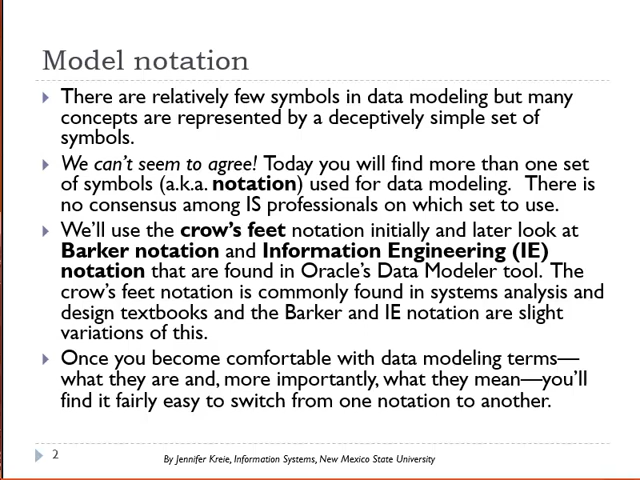 Model notation
There are relatively few symbols in data modeling but many
concepts are represented by a deceptively simple set of
symbols.
We can't seem to agree! Today you will find more than one set
of symbols (a.k.a. notation) used for data modeling. There is
no consensus among IS professionals on which set to use.
We'll use the crow's feet notation initially and later look at
Barker notation and Information Engineering (IE)
notation that are found in Oracle's Data Modeler tool. The
crow's feet notation is commonly found in systems analysis and
design textbooks and the Barker and IE notation are slight
variations of this.
Once you become comfortable with data modeling terms—
what they are and, more importantly, what they mean—you'll
find it fairly easy to switch from one notation to another.
2
By Jennifer Kreie, Information Systems, New Mexico State University